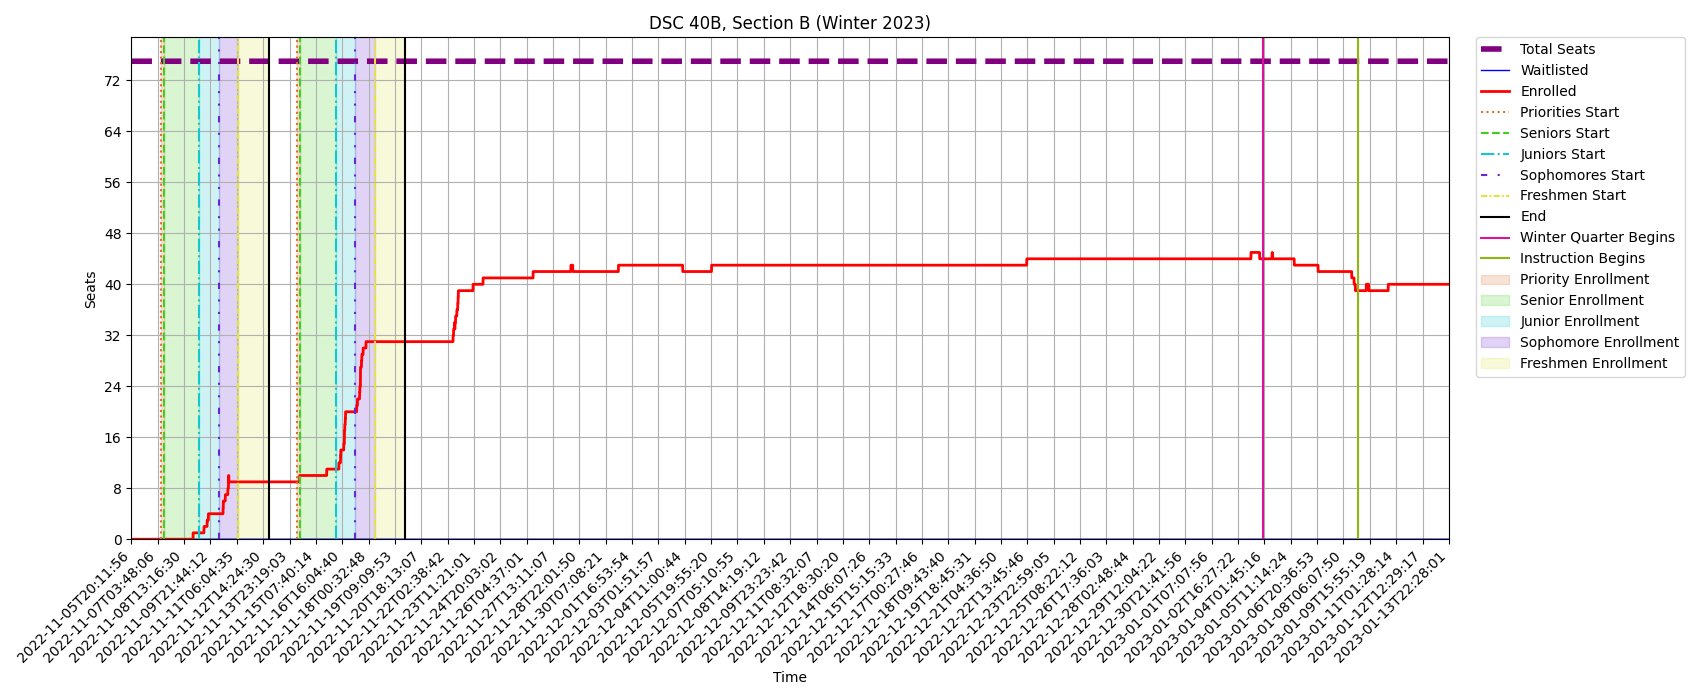 DSC 40B, Section B (Winter 2023)
Seats
72
64
56
48
40
32
24
16
8
0
2022-11-05T20:11:56
2022-11-07T03:48:06
2022-11-08T13:16:30
2022-11-09T21:44:12
2022-11-11T06:04:35
2022-11-12T14:24:30
2022-11-13T23:19:03
2022-11-15T07:40:14
2022-11-16T16:04:40
2022-11-18T00:32:48
2022-11-19T09:09:53
2022-11-20T18:13:07
2022-11-22T02:38:42
2022-11-23T11:21:01
2022-11-24T20:03:02
2022-11-26T04:37:01
2022-11-27T13:11:07
2022-11-28T22:01:50
2022-11-30T07:08:21
2022-12-01T16:53:54
2022-12-03T01:51:57
2022-12-04T11:00:44
2022-12-05T19:55:20
2022-12-07T05:10:55
2022-12-08T14:19:12
2022-12-09T23:23:42
2022-12-11T08:32:07
2022-12-12T18:30:20
2022-12-14T06:07:26
2022-12-15T15:15:33
2022-12-17T00:27:46
2022-12-18T09:43:40
2022-12-19T18:45:31
2022-12-21T04:36:50
2022-12-22T13:45:46
2022-12-23T22:59:05
2022-12-25T08:22:12
2022-12-26T17:36:03
2022-12-28T02:48:44
2022-12-29T12:04:22
2022-12-30T21:41:56
2023-01-01T07:07:56
2023-01-02T16:27:22
2023-01-04T01:45:16
2023-01-05T11:14:24
2023-01-06T20:36:53
2023-01-08T06:07:50
2023-01-09T15:55:19
2023-01-11T01:28:14
2023-01-12T12:29:17
2023-01-13T22:28:01
Time
Total Seats
Waitlisted
Enrolled
Priorities Start
Seniors Start
Juniors Start
Sophomores Start
Freshmen Start
End
Winter Quarter Begins
Instruction Begins
Priority Enrollment
Senior Enrollment
Junior Enrollment
Sophomore Enrollment
Freshmen Enrollment